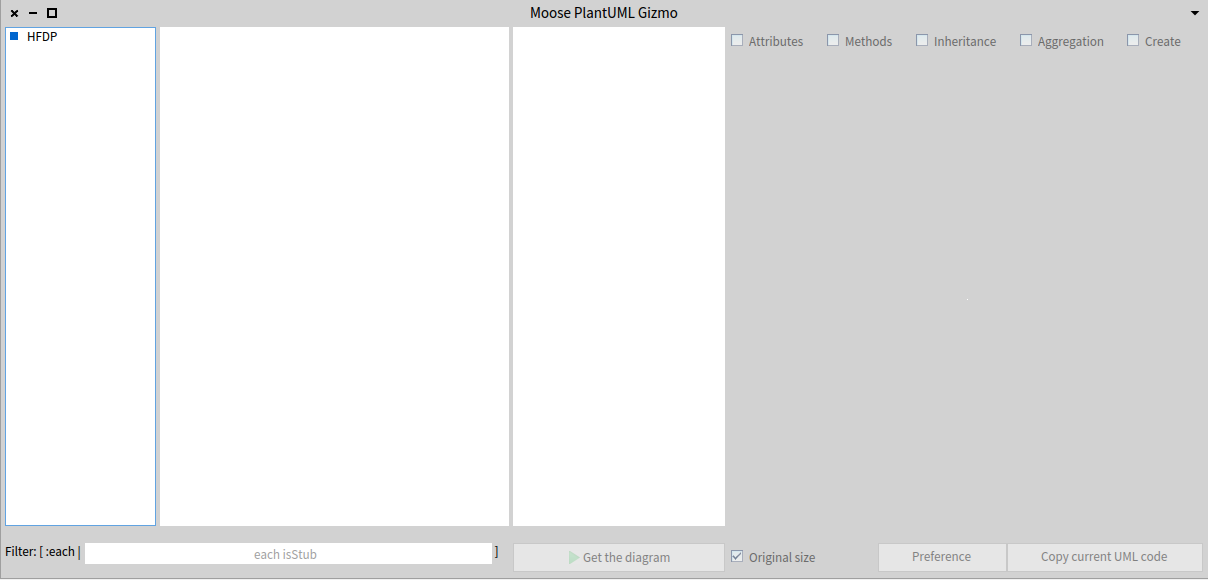 Moose PlantUML Gizmo
HFDP
Attributes Methods Inheritance Aggregation Create
Filter: [ :each | each isStub ]
Get the diagram
Original size
Preference
Copy current UML code